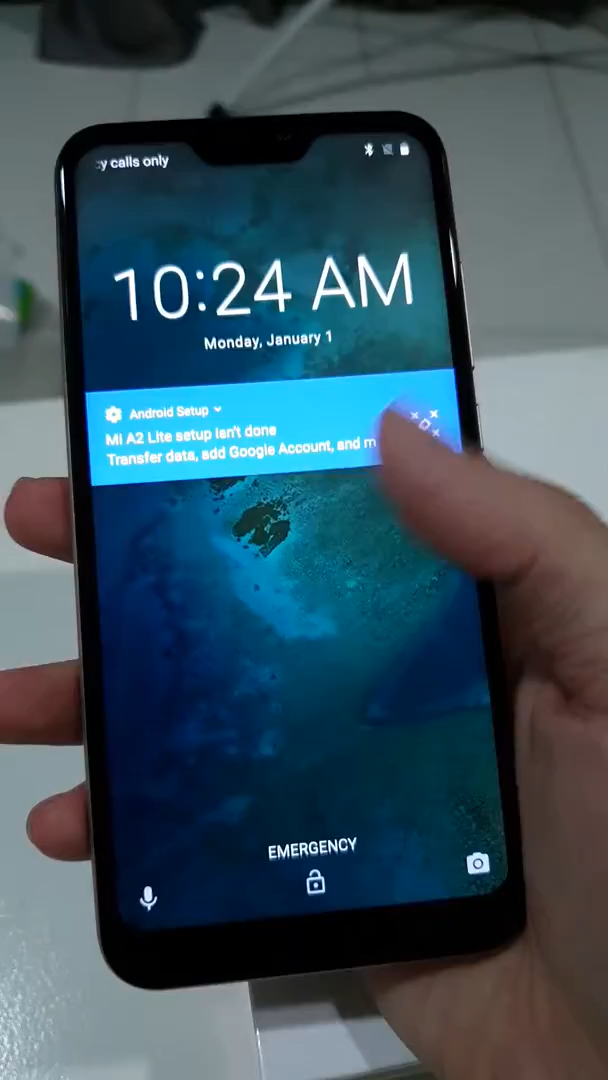 calls only
10:24 AM
Monday, January 1
Android Setup
Mi A2 Lite setup isn't done
Transfer data, add Google Account, and
EMERGENCY